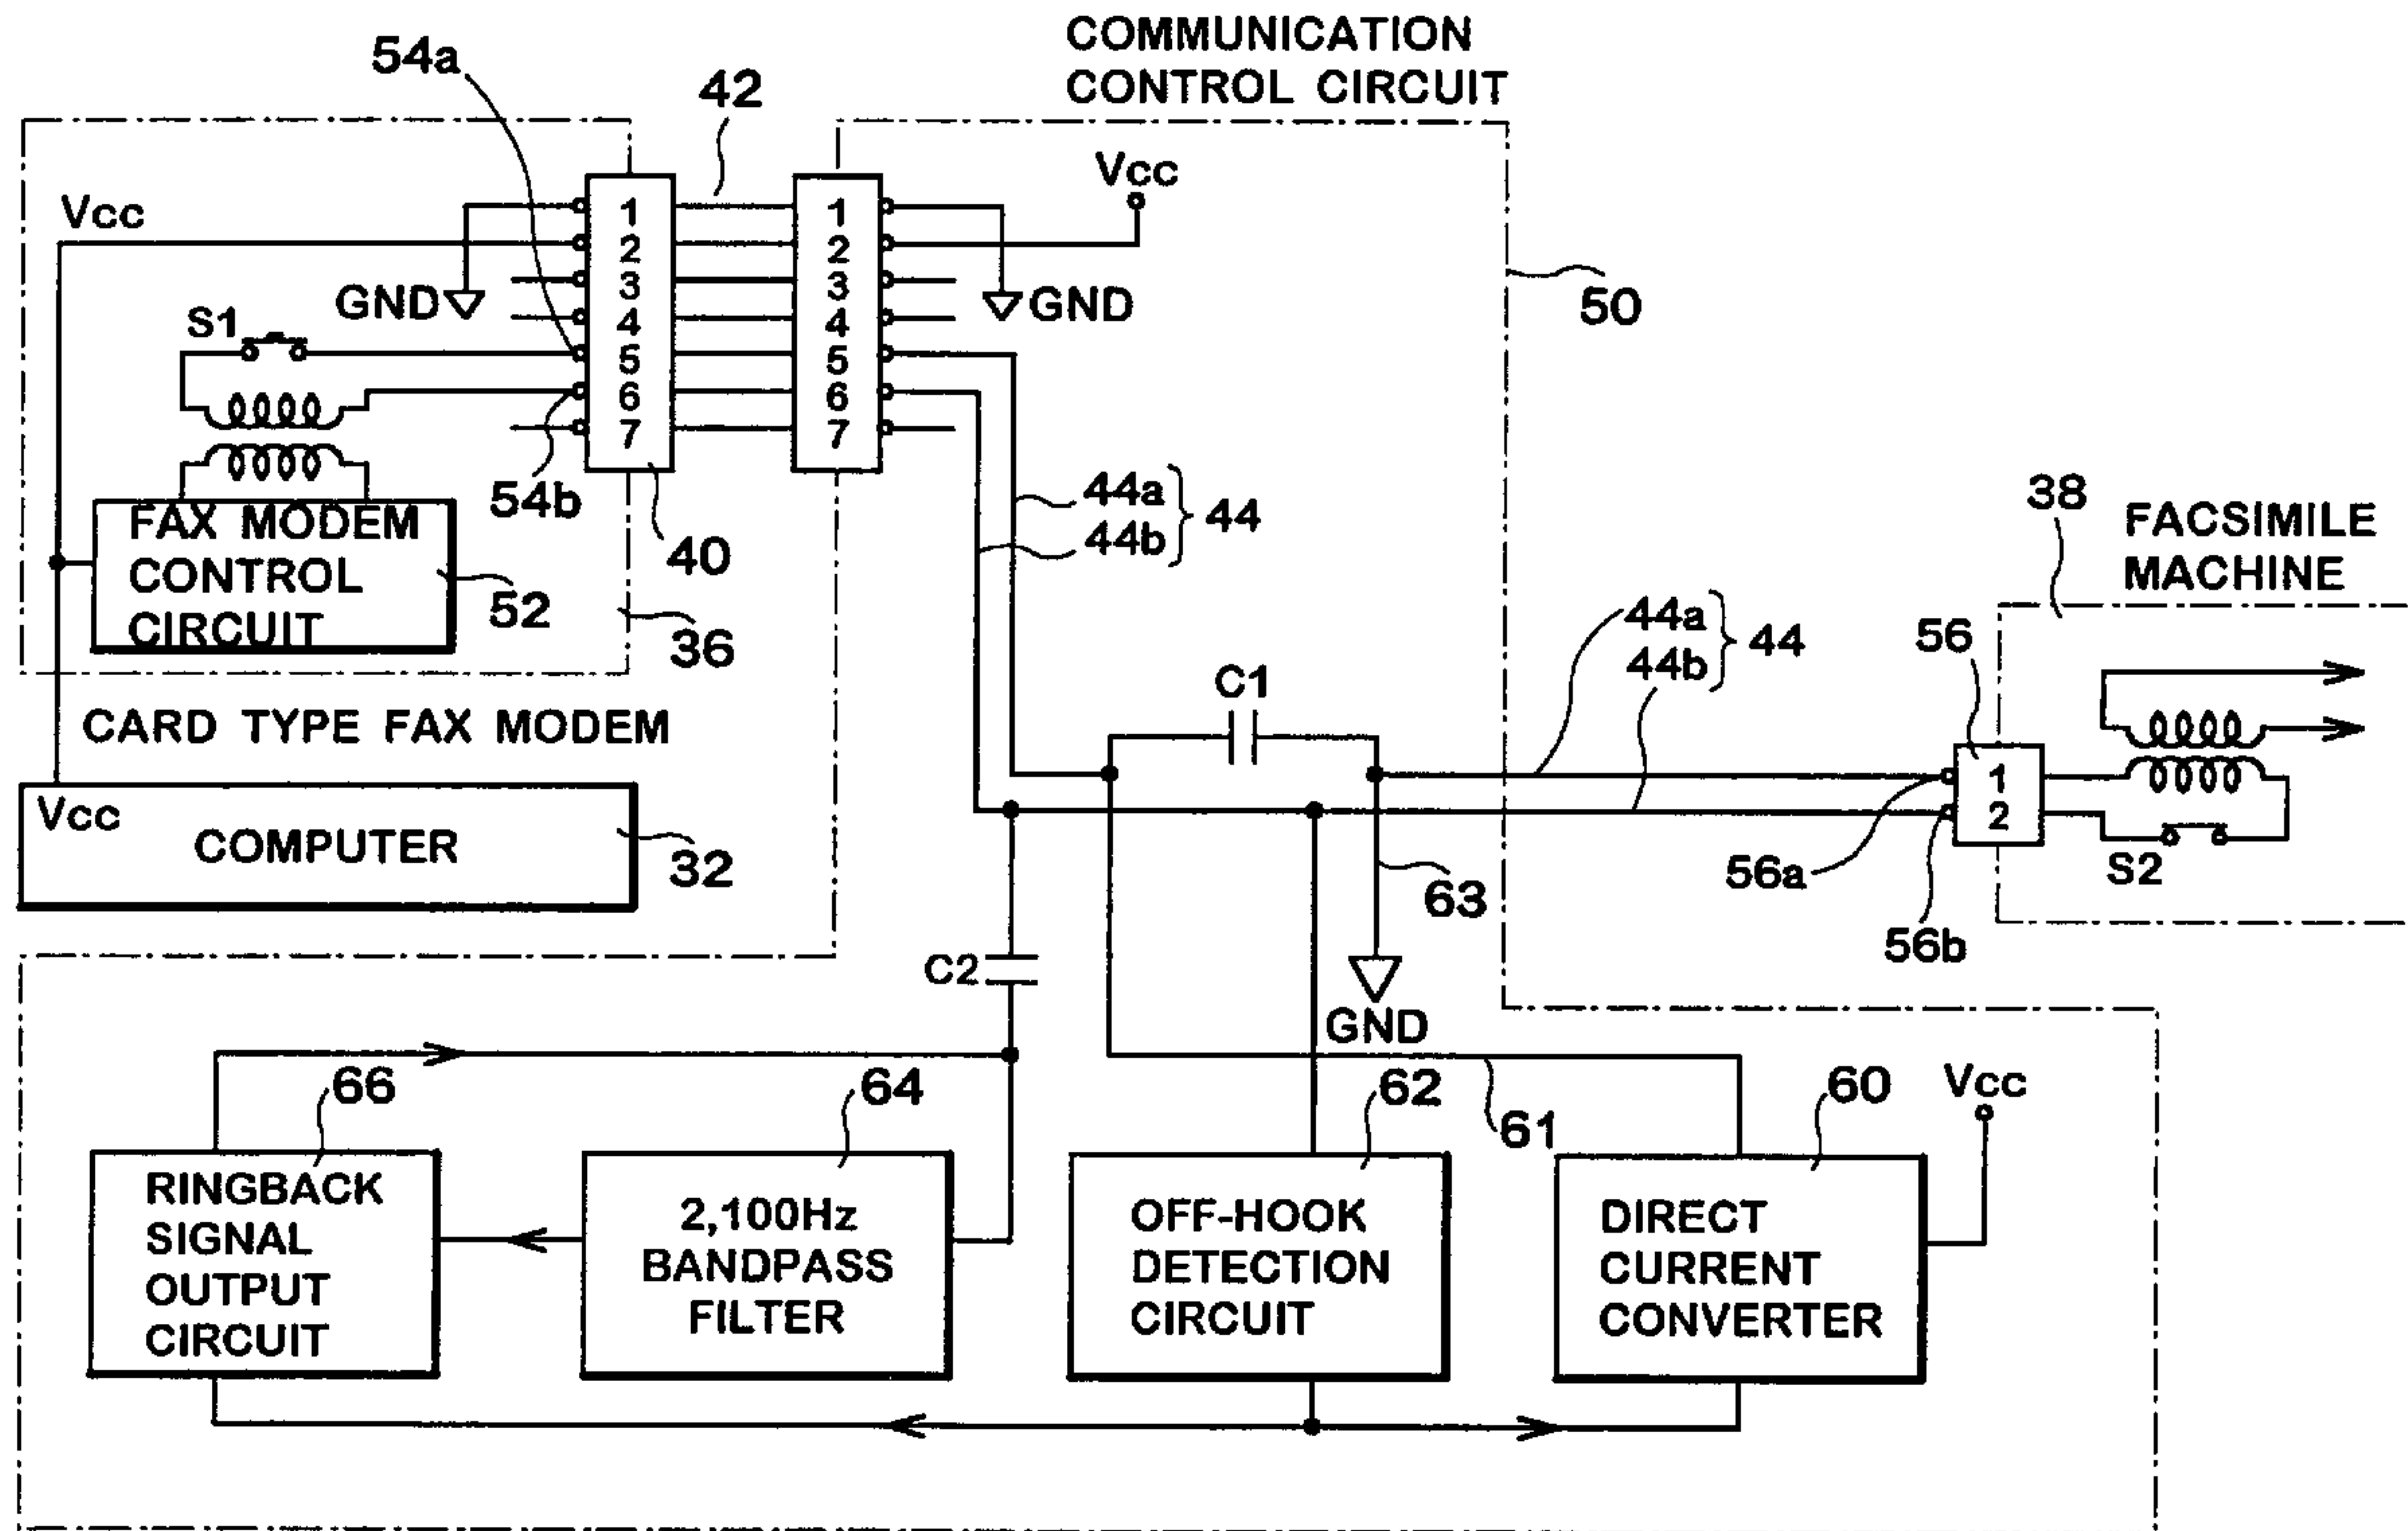 COMMUNICATION
CONTROL CIRCUIT
54a
42
Vcc
Vcc
1
2
3
4
5
6
7
1
2
3
4
5
6
7
GND
GND
50
S1
54b
40
44a
44b
44
38
FACSIMILE
MACHINE
FAX MODEM
CONTROL
CIRCUIT
52
36
44a
44b
44
56
C1
CARD TYPE FAX MODEM
1
2
Vcc
COMPUTER
32
63
56a
56b
S2
C2
GND
66
64
62
61
60
Vcc
RINGBACK
SIGNAL
OUTPUT
CIRCUIT
2,100Hz
BANDPASS
FILTER
OFF-HOOK
DETECTION
CIRCUIT
DIRECT
CURRENT
CONVERTER